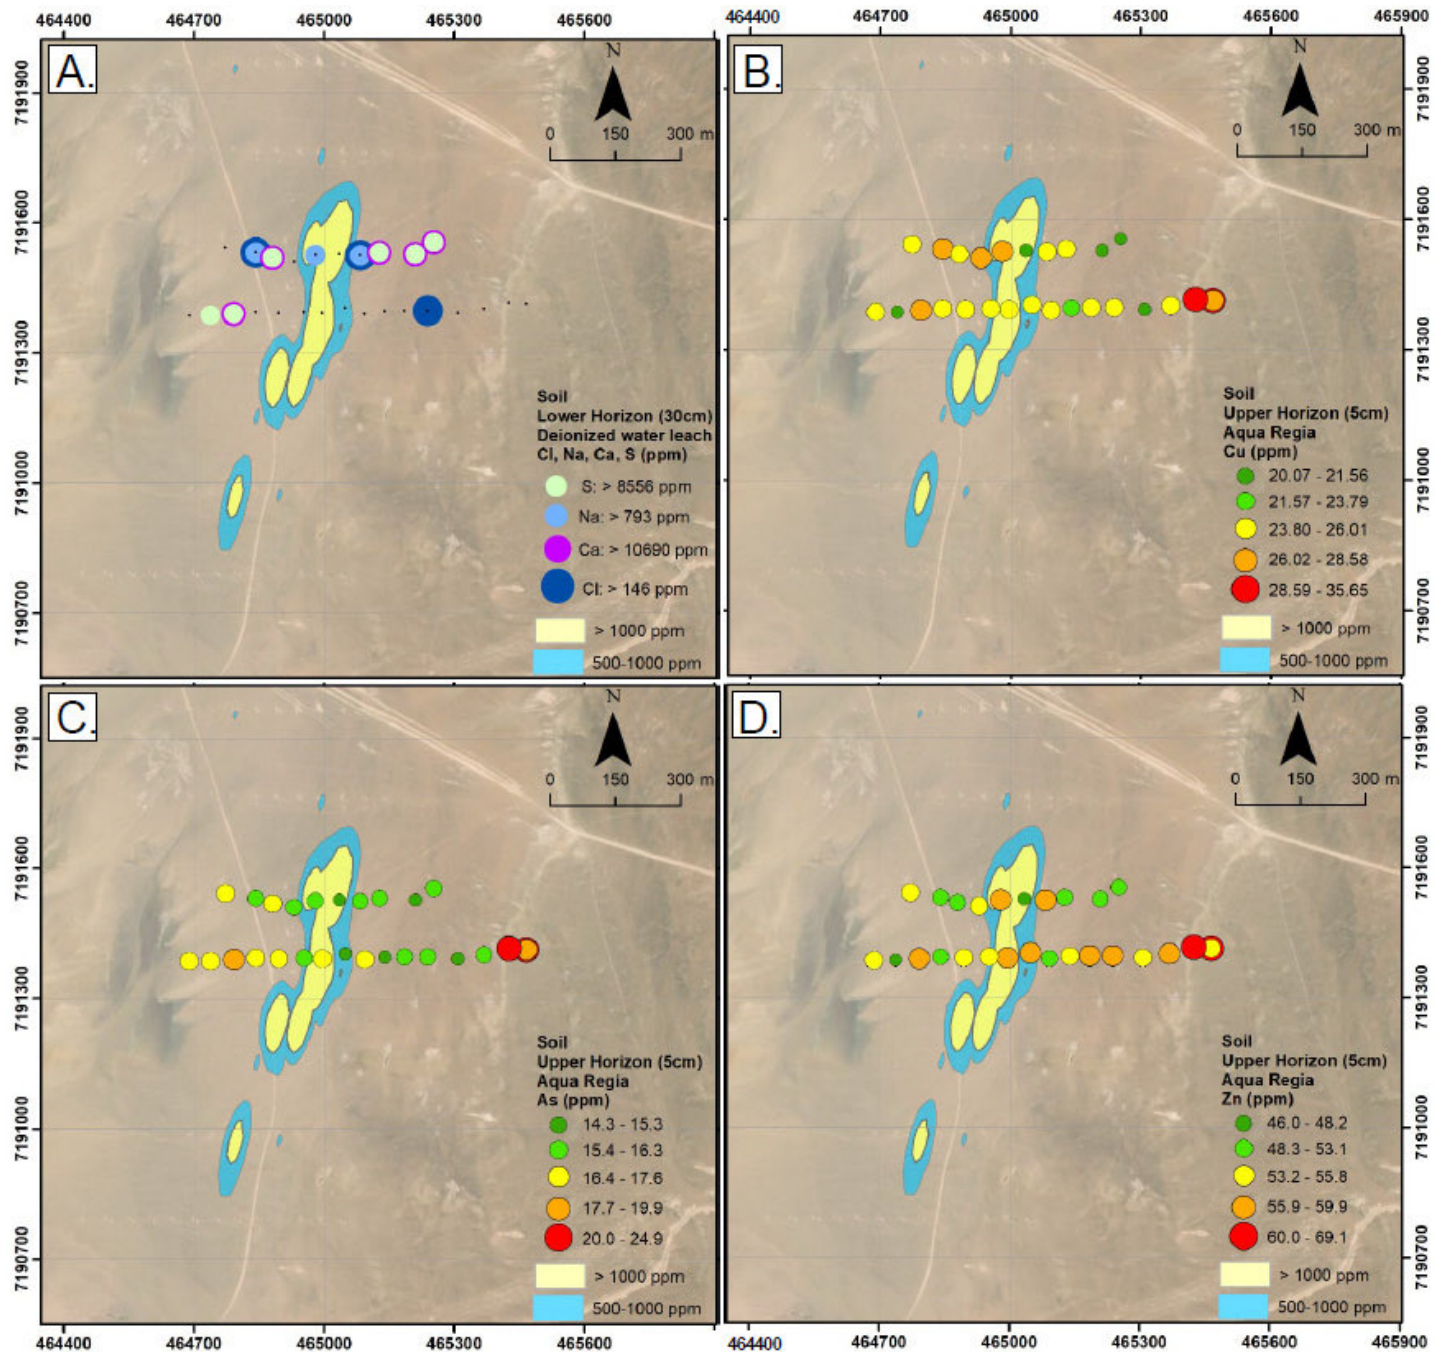 464400 464700 465000 465300 465600
464400 464700 465000 465300 465600 465900
A.
N
0 150 300 m
7191900
7191600
7191300
7191000
7190700
Soil
Lower Horizon (30cm)
Deionized water leach
Cl, Na, Ca, S (ppm)
S: > 8556 ppm
Na: > 793 ppm
Ca: > 10690 ppm
Cl: > 146 ppm
> 1000 ppm
500-1000 ppm
B.
N
0 150 300 m
7191900
7191600
7191300
7191000
7190700
Soil
Upper Horizon (5cm)
Aqua Regia
Cu (ppm)
20.07 - 21.56
21.57 - 23.79
23.80 - 26.01
26.02 - 28.58
28.59 - 35.65
> 1000 ppm
500-1000 ppm
C.
N
0 150 300 m
7191900
7191600
7191300
7191000
7190700
Soil
Upper Horizon (5cm)
Aqua Regia
As (ppm)
14.3 - 15.3
15.4 - 16.3
16.4 - 17.6
17.7 - 19.9
20.0 - 24.9
> 1000 ppm
500-1000 ppm
D.
N
0 150 300 m
7191900
7191600
7191300
7191000
7190700
Soil
Upper Horizon (5cm)
Aqua Regia
Zn (ppm)
46.0 - 48.2
48.3 - 53.1
53.2 - 55.8
55.9 - 59.9
60.0 - 69.1
> 1000 ppm
500-1000 ppm
464400 464700 465000 465300 465600
464400 464700 465000 465300 465600 465900